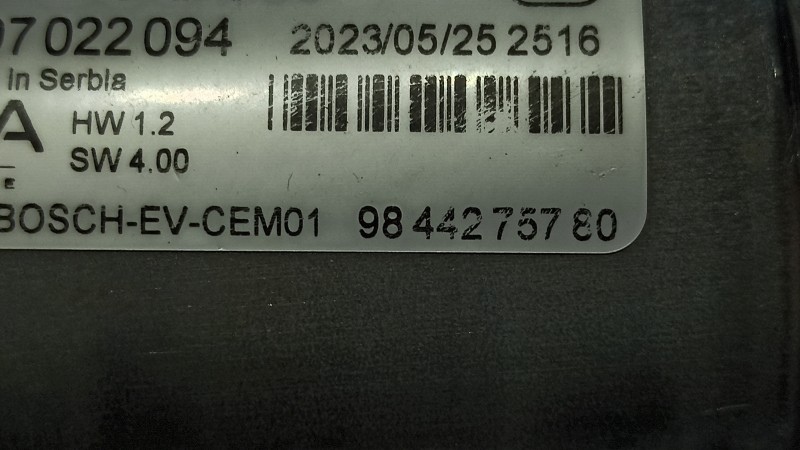 7 022 094 2023/05/25 2516
in Serbia
A HW 1.2
SW 4.00
E
BOSCH-EV-CEM01 98 442 757 80